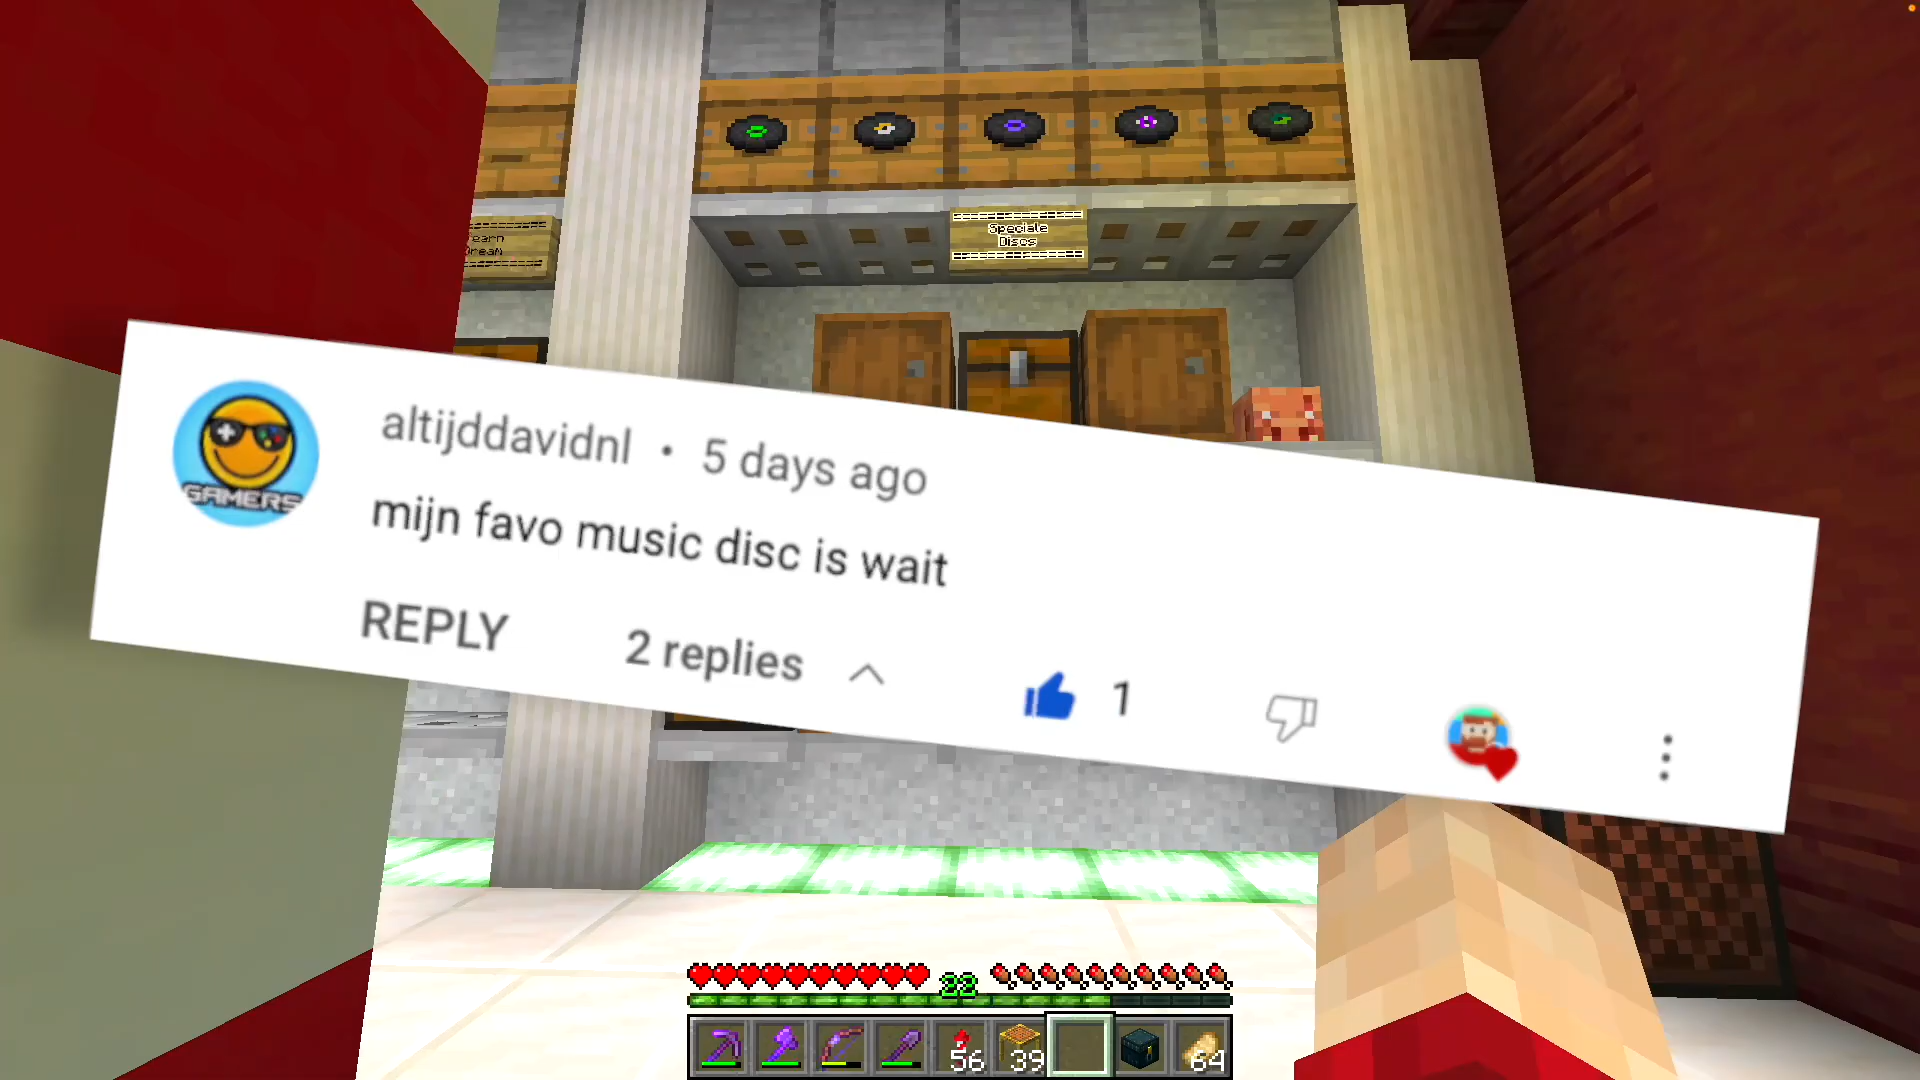 Speciale
Discs
altijddavidnl • 5 days ago
GAMERS
mijn favo music disc is wait
REPLY 2 replies 1
22
56 39 64